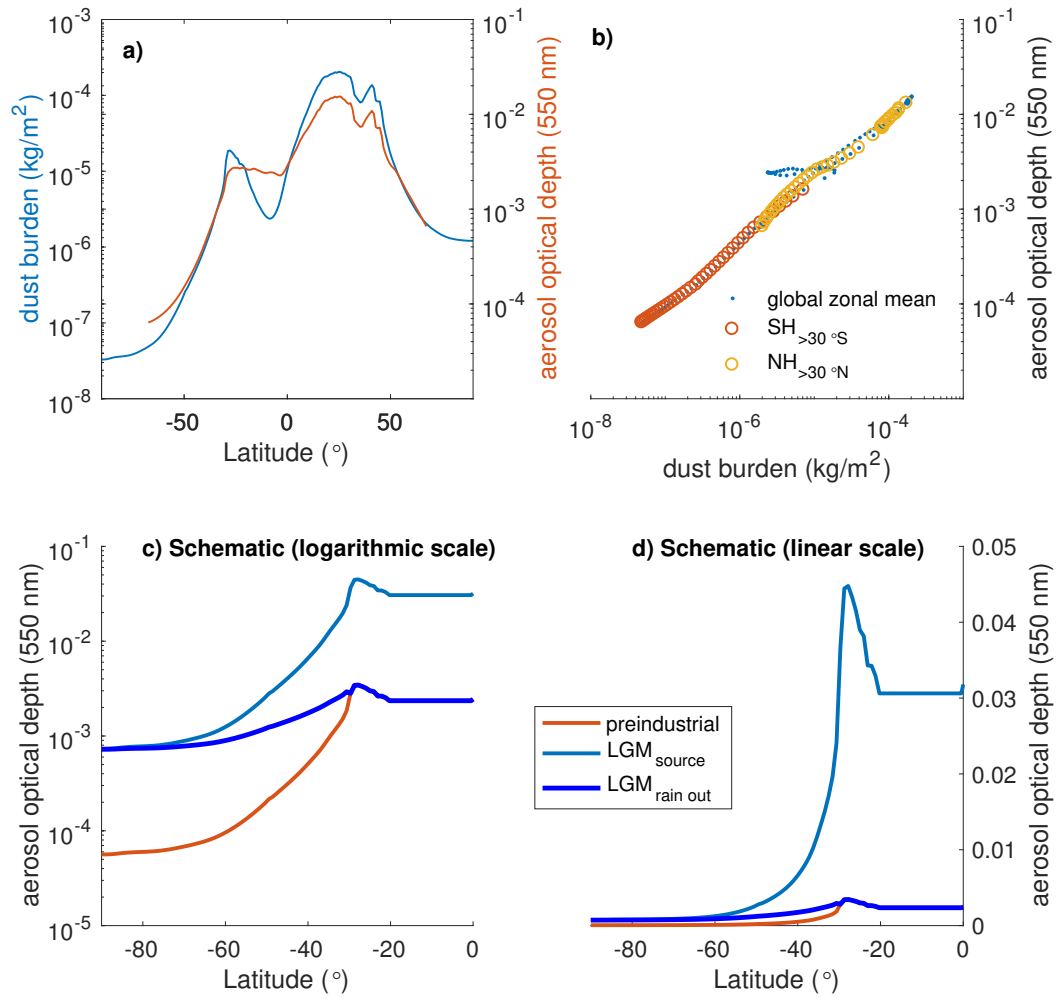 a)
10^-3
10^-4
10^-5
10^-6
10^-7
10^-8
dust burden (kg/m^2)
-50
0
50
Latitude (°)
10^-1
10^-2
10^-3
10^-4
aerosol optical depth (550 nm)
b)
10^-1
10^-2
10^-3
10^-4
aerosol optical depth (550 nm)
global zonal mean
SH_>30 °S
NH_>30 °N
10^-8
10^-6
10^-4
dust burden (kg/m^2)
c) Schematic (logarithmic scale)
10^-1
10^-2
10^-3
10^-4
10^-5
aerosol optical depth (550 nm)
-80
-60
-40
-20
0
Latitude (°)
d) Schematic (linear scale)
0.05
0.04
0.03
0.02
0.01
0
aerosol optical depth (550 nm)
preindustrial
LGM_source
LGM_rain out
-80
-60
-40
-20
0
Latitude (°)